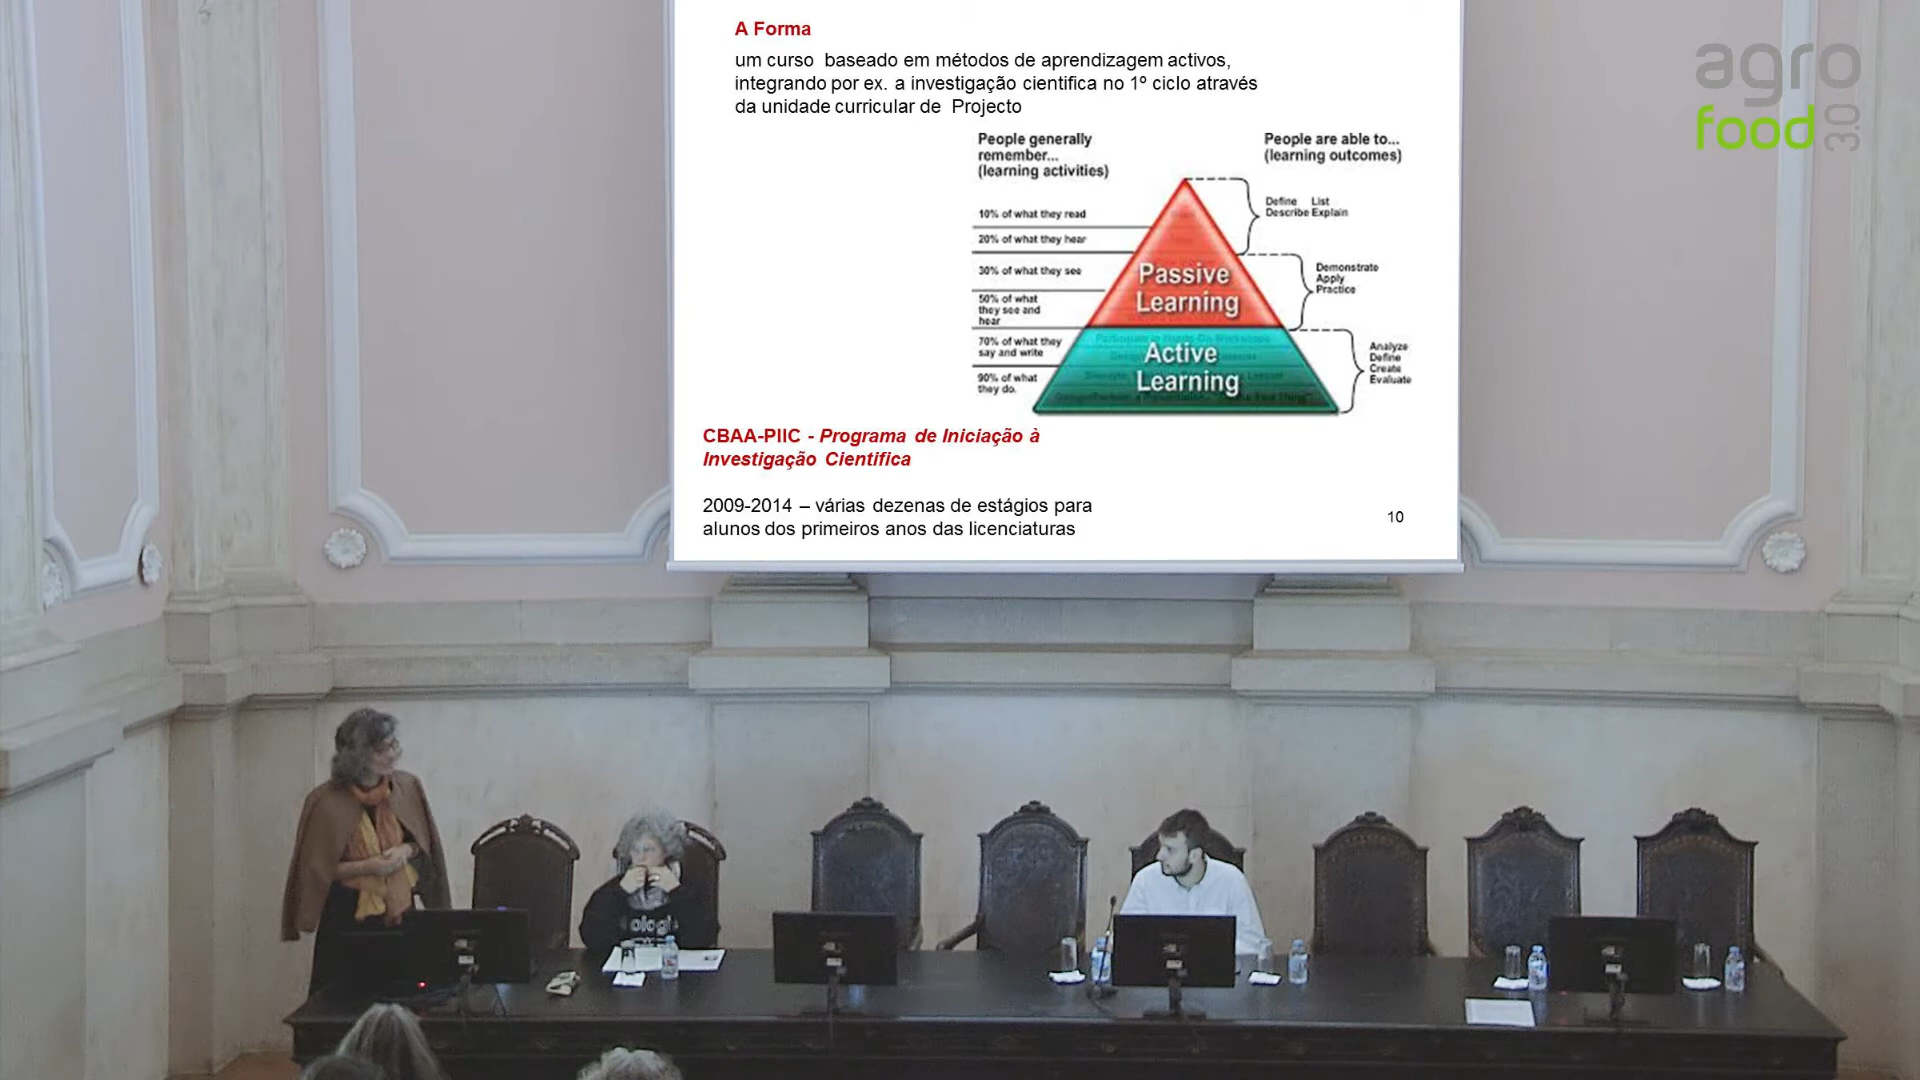 A Forma
um curso baseado em métodos de aprendizagem activos,
integrando por ex. a investigação cientifica no 1º ciclo através
da unidade curricular de Projecto
People generally
remember...
(learning activities)
People are able to...
(learning outcomes)
10% of what they read
20% of what they hear
30% of what they see
50% of what
they see and
hear
70% of what they
say and write
90% of what
they do.
Passive
Learning
Active
Learning
Define List
Describe Explain
Demonstrate
Apply
Practice
Analyze
Define
Create
Evaluate
CBAA-PIIC - Programa de Iniciação à
Investigação Cientifica
2009-2014 – várias dezenas de estágios para
alunos dos primeiros anos das licenciaturas
10
agro
food 3.0